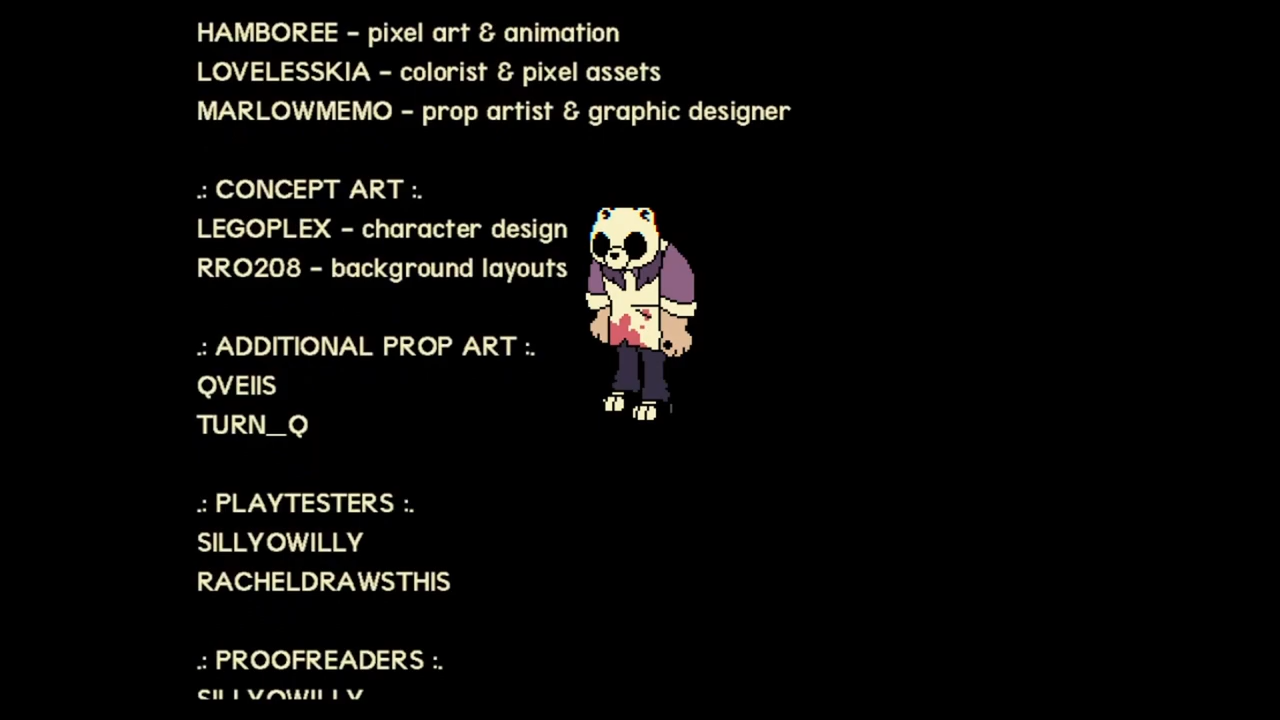 HAMBOREE – pixel art & animation
LOVELESSKIA – colorist & pixel assets
MARLOWMEMO – prop artist & graphic designer
.: CONCEPT ART :.
LEGOPLEX – character design
RRO208 – background layouts
.: ADDITIONAL PROP ART :.
QVEIIS
TURN_Q
.: PLAYTESTERS :.
SILLYOWILLY
RACHELDRAWSTHIS
.: PROOFREADERS :.
SILLYOWILLY